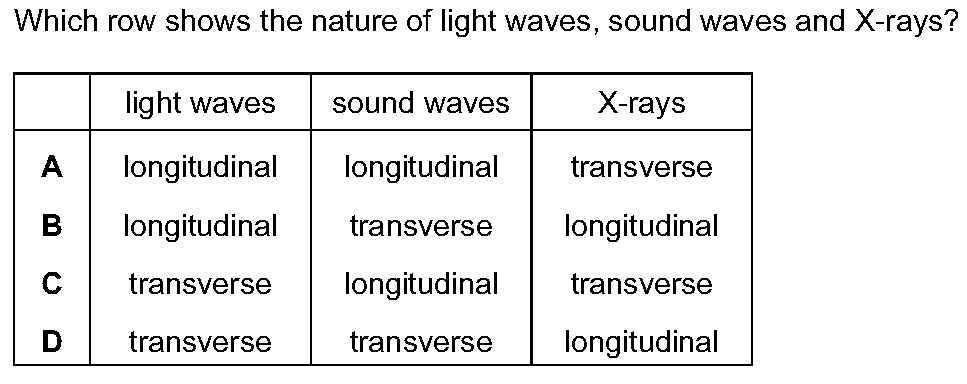 Which row shows the nature of light waves, sound waves and X-rays?
light waves sound waves X-rays
A longitudinal longitudinal transverse
B longitudinal transverse longitudinal
C transverse longitudinal transverse
D transverse transverse longitudinal